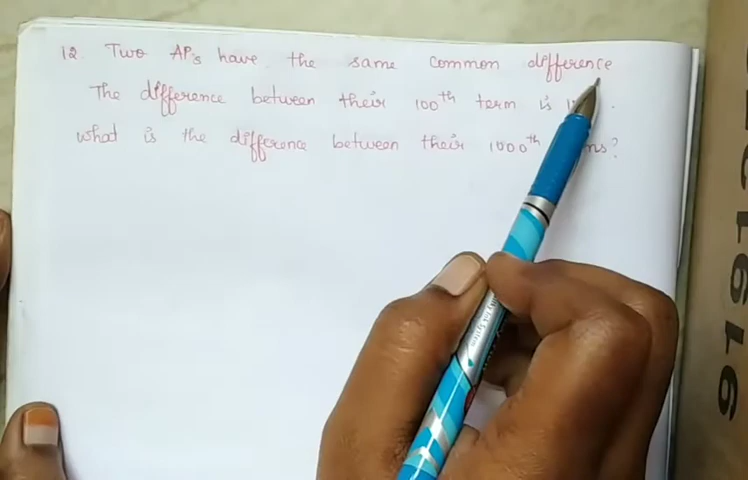 12. Two AP's have the same common difference
The difference between their 100th term is .
what is the difference between their 1000th ?
919191